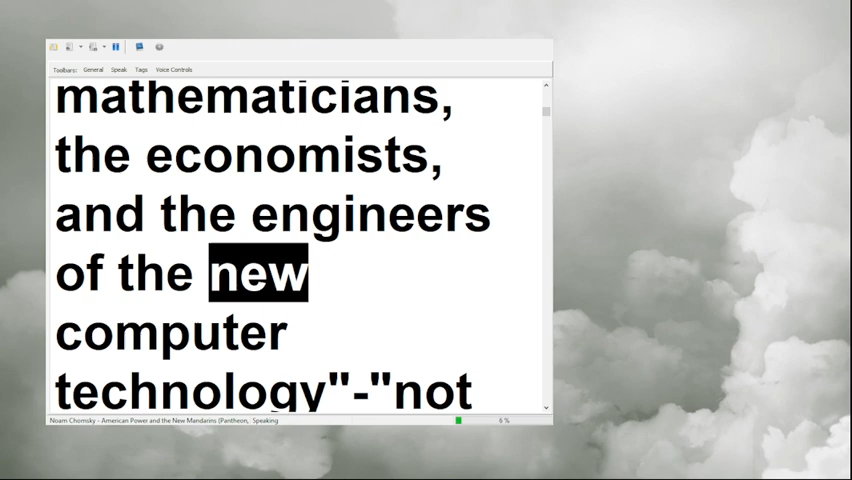 Toolbars: General Speak Tags Voice Controls
mathematicians,
the economists,
and the engineers
of the new
computer
technology"-"not
Noam Chomsky - American Power and the New Mandarins (Pantheon, Speaking 6 %